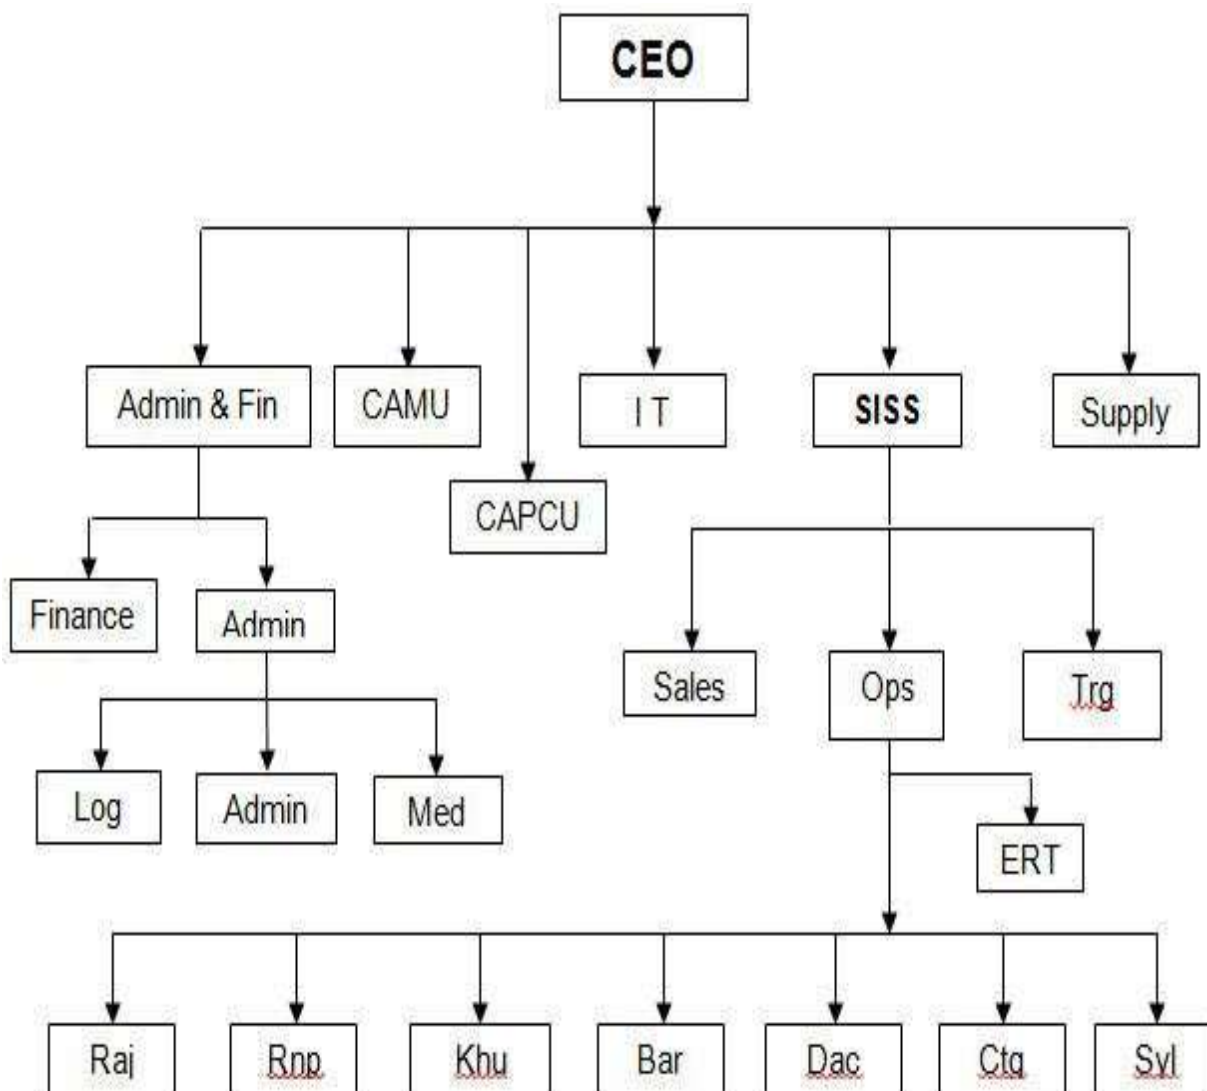 CEO
Admin & Fin
CAMU
I T
SISS
Supply
CAPCU
Finance
Admin
Sales
Ops
Trg
Log
Admin
Med
ERT
Raj
Rnp
Khu
Bar
Dac
Ctg
Syl